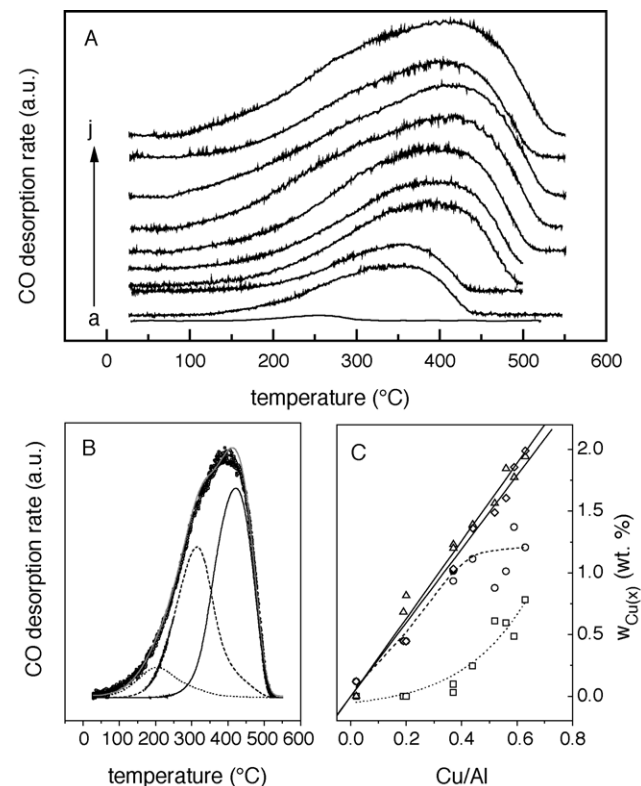 A
CO desorption rate (a.u.)
j
a
0 100 200 300 400 500 600
temperature (°C)
B
CO desorption rate (a.u.)
0 100 200 300 400 500 600
temperature (°C)
C
2.0
1.5
1.0
0.5
0.0
w Cu(x) (wt. %)
0.0 0.2 0.4 0.6 0.8
Cu/Al